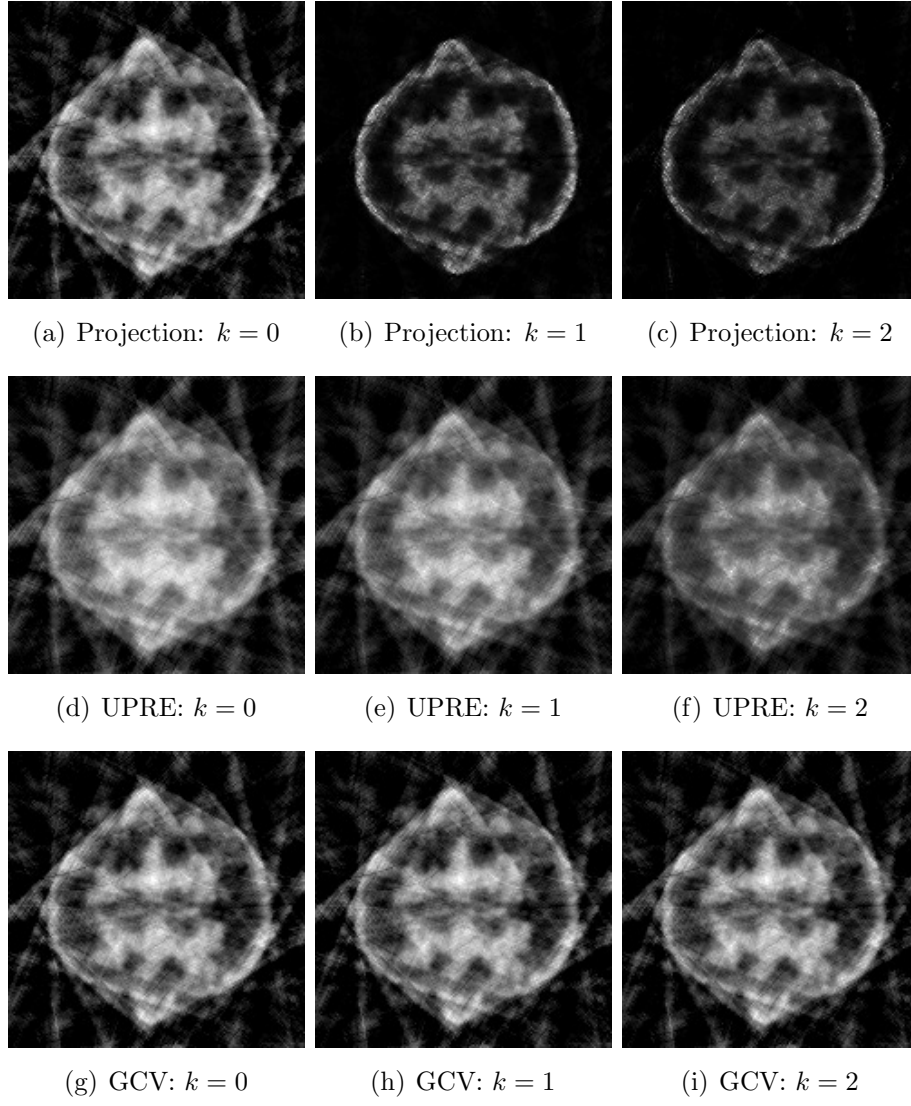 (a) Projection: k = 0 (b) Projection: k = 1 (c) Projection: k = 2
(d) UPRE: k = 0 (e) UPRE: k = 1 (f) UPRE: k = 2
(g) GCV: k = 0 (h) GCV: k = 1 (i) GCV: k = 2